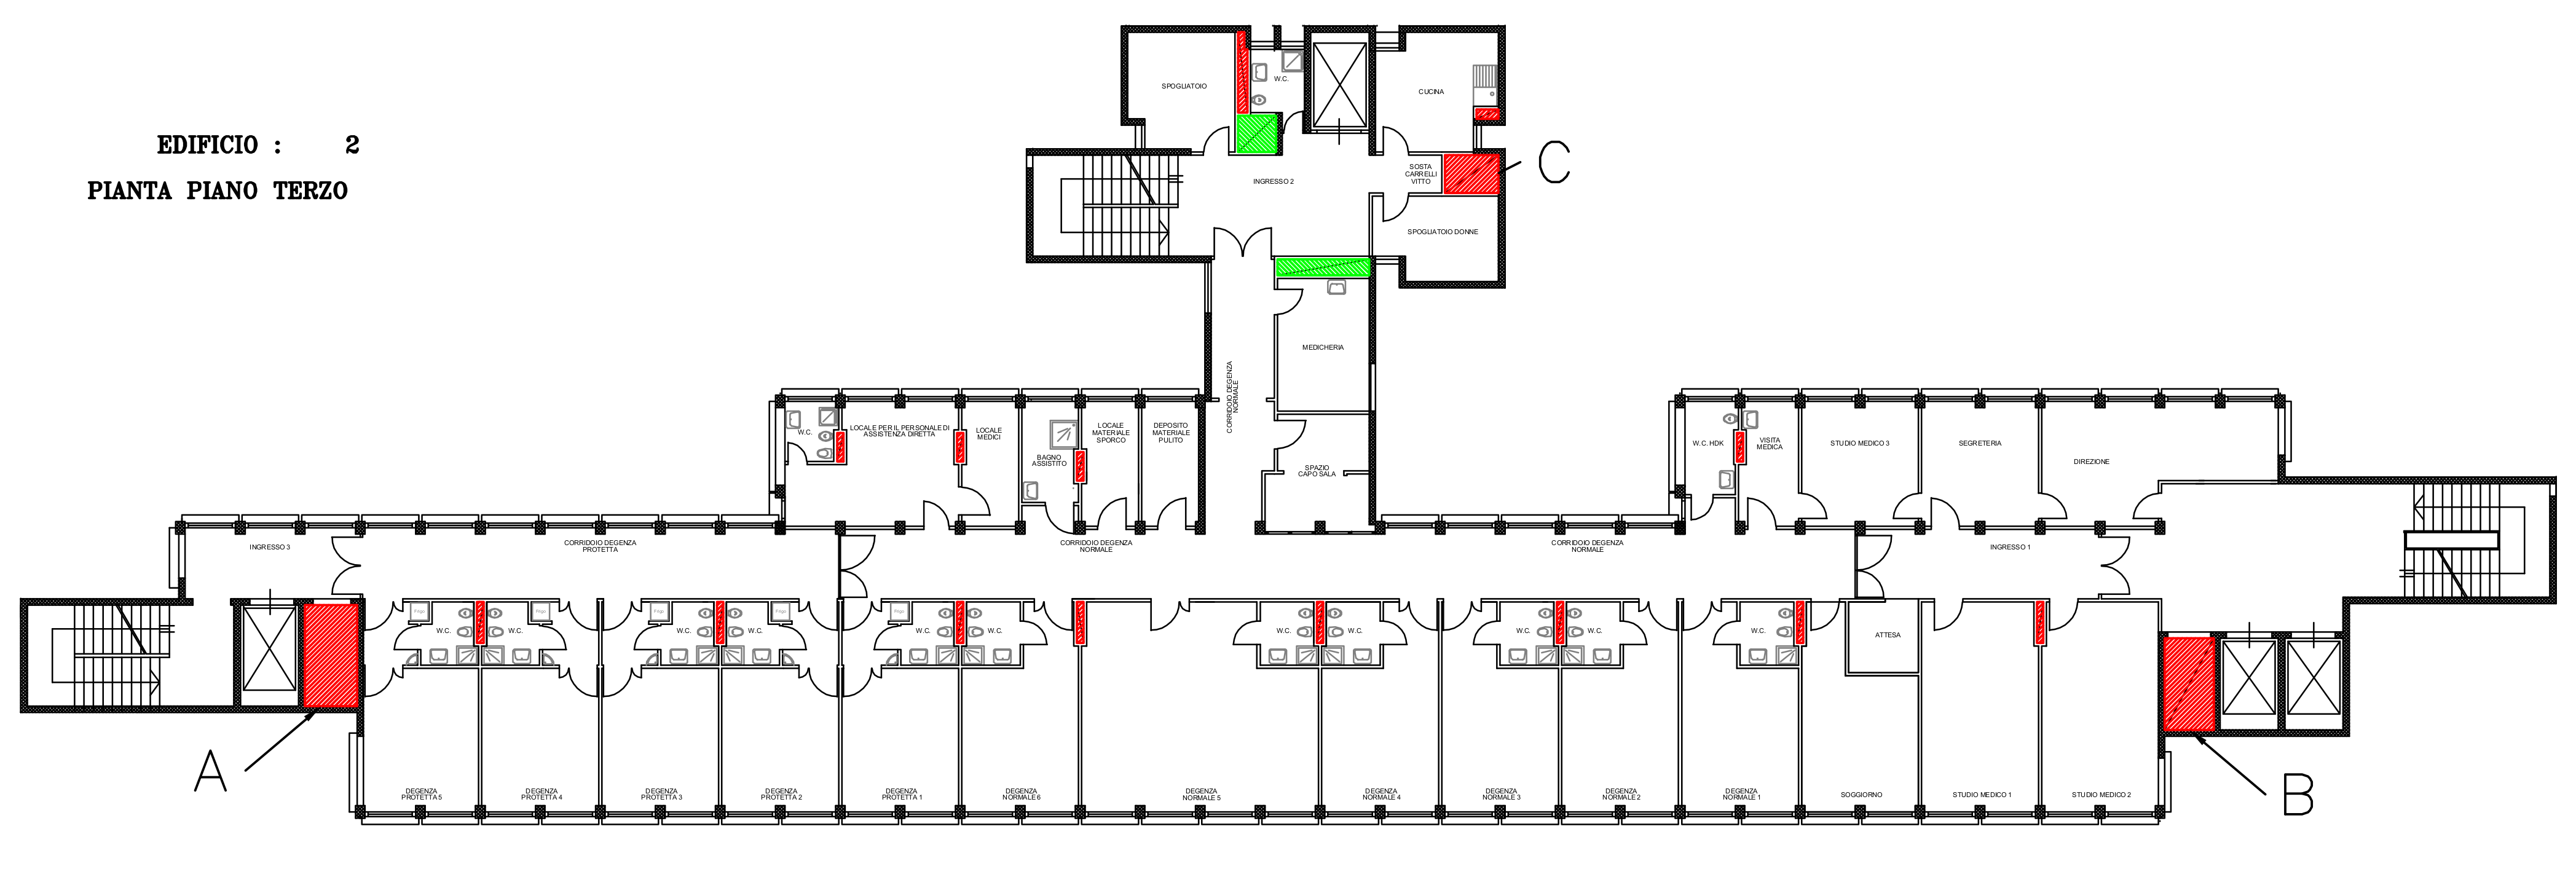 EDIFICIO : 2
PIANTA PIANO TERZO
SPOGLIATOIO
W.C.
CUCINA
C
SOSTA
CARRELLI
VITTO
INGRESSO 2
SPOGLIATOIO DONNE
MEDICHERIA
CORRIDOIO DEGENZA
NORMALE
SPAZIO
CAPO SALA
W.C.
LOCALE PER IL PERSONALE DI
ASSISTENZA DIRETTA
LOCALE
MEDICI
BAGNO
ASSISTITO
LOCALE
MATERIALE
SPORCO
DEPOSITO
MATERIALE
PULITO
W.C. HDK
VISITA
MEDICA
STUDIO MEDICO 3
SEGRETERIA
DIREZIONE
INGRESSO 3
CORRIDOIO DEGENZA
PROTETTA
CORRIDOIO DEGENZA
NORMALE
CORRIDOIO DEGENZA
NORMALE
INGRESSO 1
Frigo
Frigo
Frigo
Frigo
Frigo
W.C.
W.C.
W.C.
W.C.
W.C.
W.C.
W.C.
W.C.
W.C.
W.C.
W.C.
ATTESA
A
B
DEGENZA
PROTETTA 5
DEGENZA
PROTETTA 4
DEGENZA
PROTETTA 3
DEGENZA
PROTETTA 2
DEGENZA
PROTETTA 1
DEGENZA
NORMALE 6
DEGENZA
NORMALE 5
DEGENZA
NORMALE 4
DEGENZA
NORMALE 3
DEGENZA
NORMALE 2
DEGENZA
NORMALE 1
SOGGIORNO
STUDIO MEDICO 1
STUDIO MEDICO 2